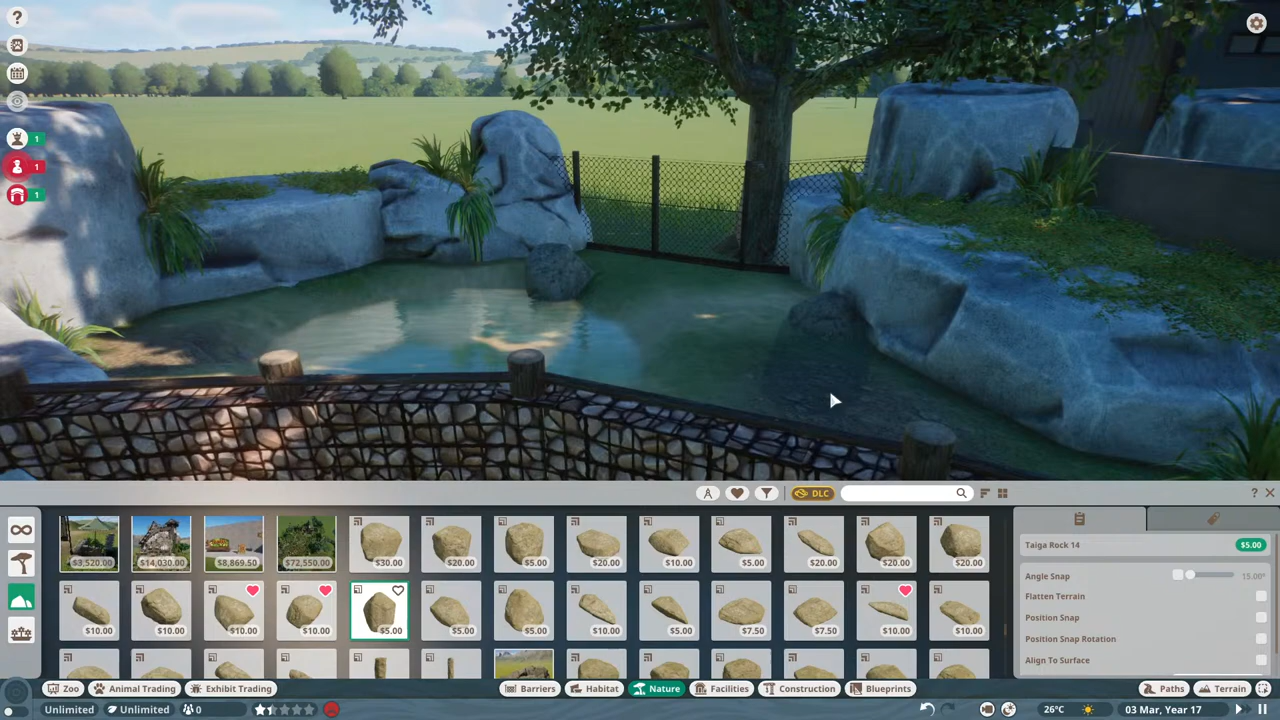 ?
1
1
1
DLC
?
$3,520.00 $14,030.00 $8,869.50 $72,550.00 $30.00 $20.00 $5.00 $20.00 $10.00 $5.00 $20.00 $20.00 $20.00
$10.00 $10.00 $10.00 $10.00 $5.00 $5.00 $5.00 $10.00 $5.00 $7.50 $7.50 $10.00 $10.00
Taiga Rock 14 $5.00
Angle Snap 15.00°
Flatten Terrain
Position Snap
Position Snap Rotation
Align To Surface
Zoo Animal Trading Exhibit Trading Barriers Habitat Nature Facilities Construction Blueprints Paths Terrain
Unlimited Unlimited 0 26°C 03 Mar, Year 17